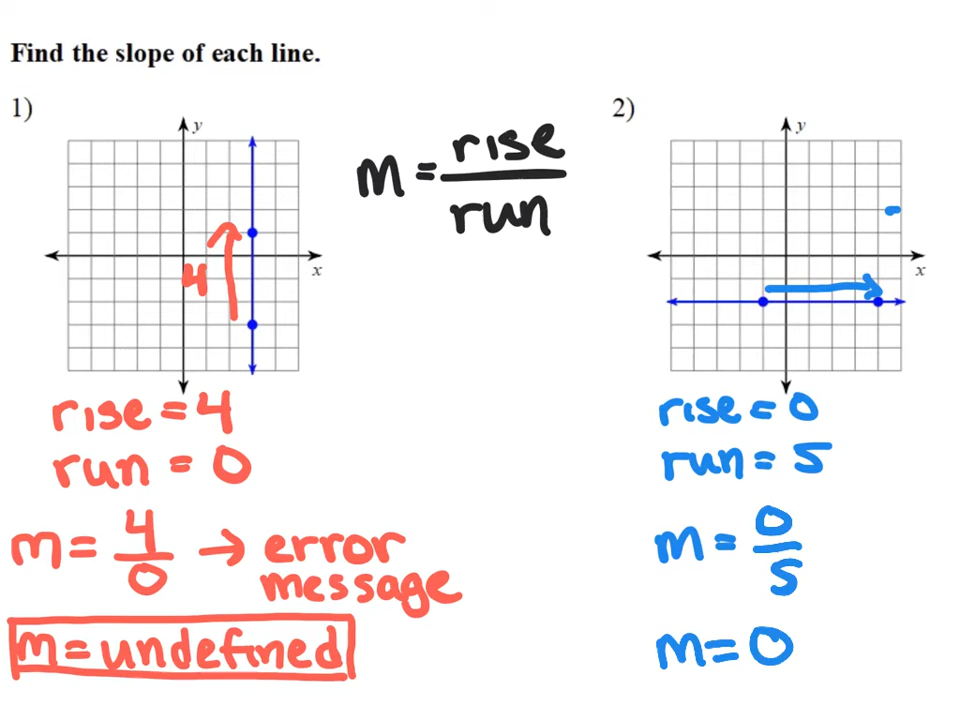 Find the slope of each line.
1)
y
x
4
m = rise/run
2)
y
x
rise = 4
run = 0
m = 4/0 → error message
m = undefined
rise = 0
run = 5
m = 0/5
m = 0